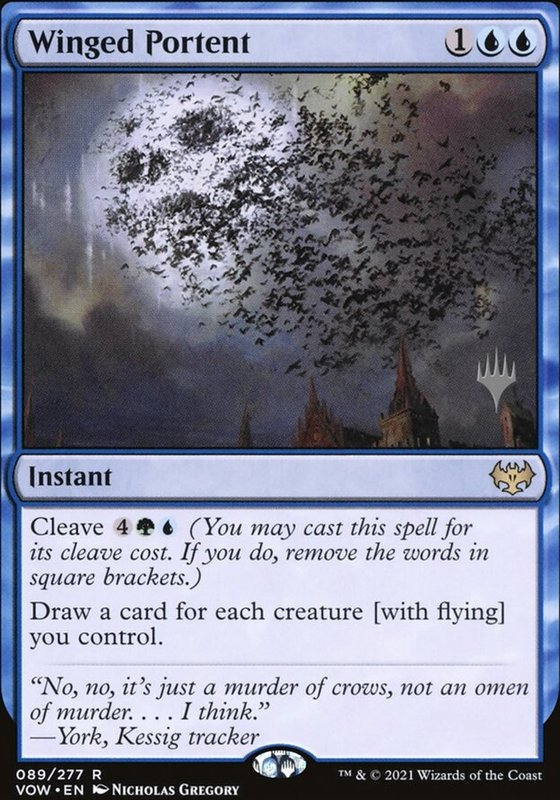 Winged Portent 1
Instant
Cleave 4 (You may cast this spell for
its cleave cost. If you do, remove the words in
square brackets.)
Draw a card for each creature [with flying]
you control.
“No, no, it’s just a murder of crows, not an omen
of murder. . . . I think.”
—York, Kessig tracker
089/277 R
VOW • EN Nicholas Gregory
™ & © 2021 Wizards of the Coast